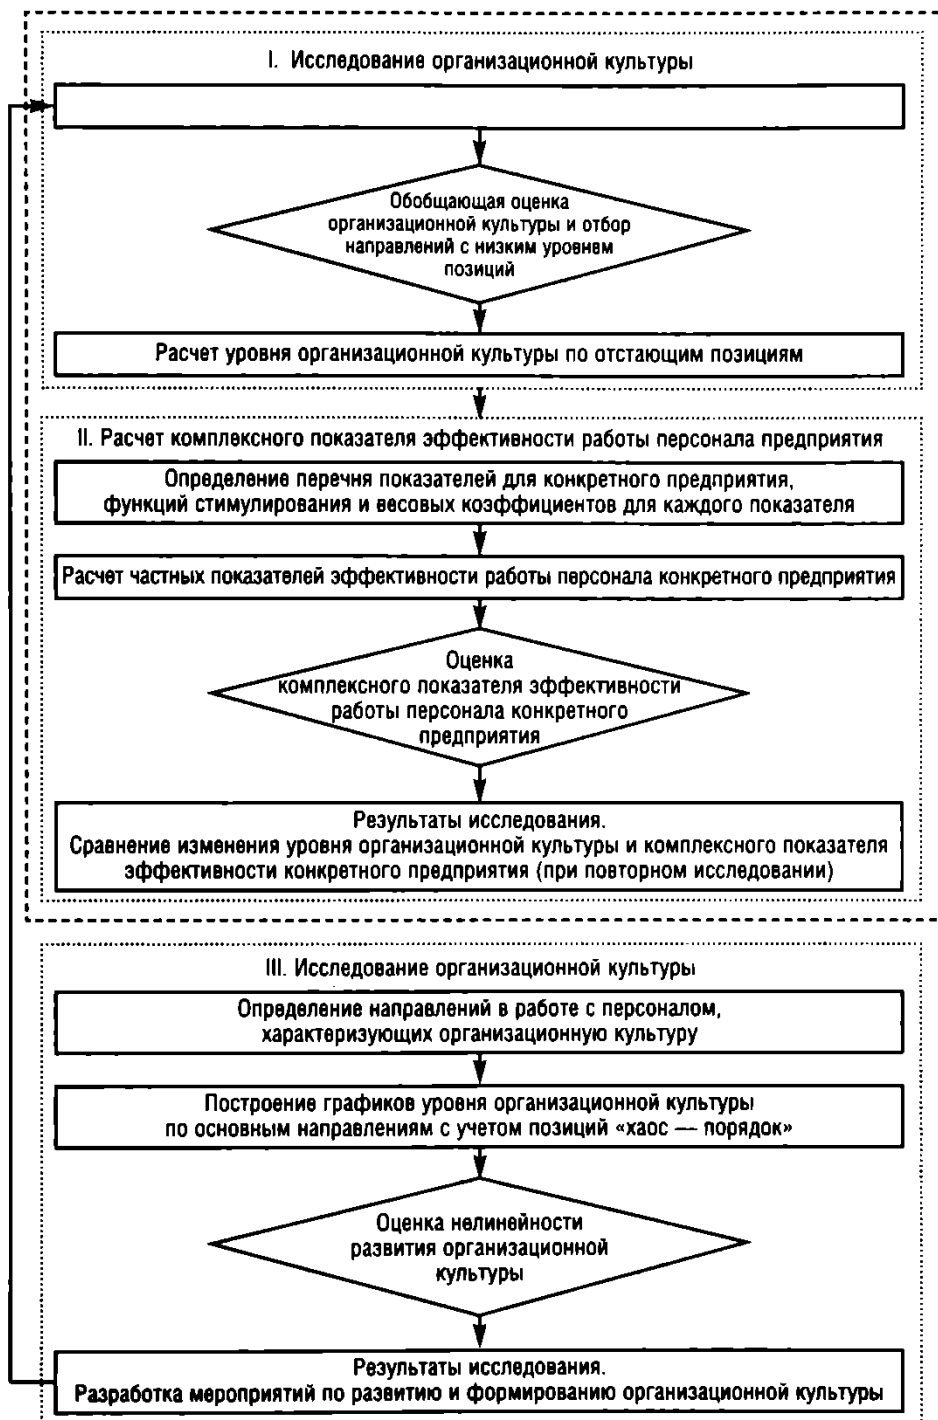 I. Исследование организационной культуры
Обобщающая оценка
организационной культуры и отбор
направлений с низким уровнем
позиций
Расчет уровня организационной культуры по отстающим позициям
II. Расчет комплексного показателя эффективности работы персонала предприятия
Определение перечня показателей для конкретного предприятия,
функций стимулирования и весовых коэффициентов для каждого показателя
Расчет частных показателей эффективности работы персонала конкретного предприятия
Оценка
комплексного показателя эффективности
работы персонала конкретного
предприятия
Результаты исследования.
Сравнение изменения уровня организационной культуры и комплексного показателя
эффективности конкретного предприятия (при повторном исследовании)
III. Исследование организационной культуры
Определение направлений в работе с персоналом,
характеризующих организационную культуру
Построение графиков уровня организационной культуры
по основным направлениям с учетом позиций «хаос — порядок»
Оценка нелинейности
развития организационной
культуры
Результаты исследования.
Разработка мероприятий по развитию и формированию организационной культуры